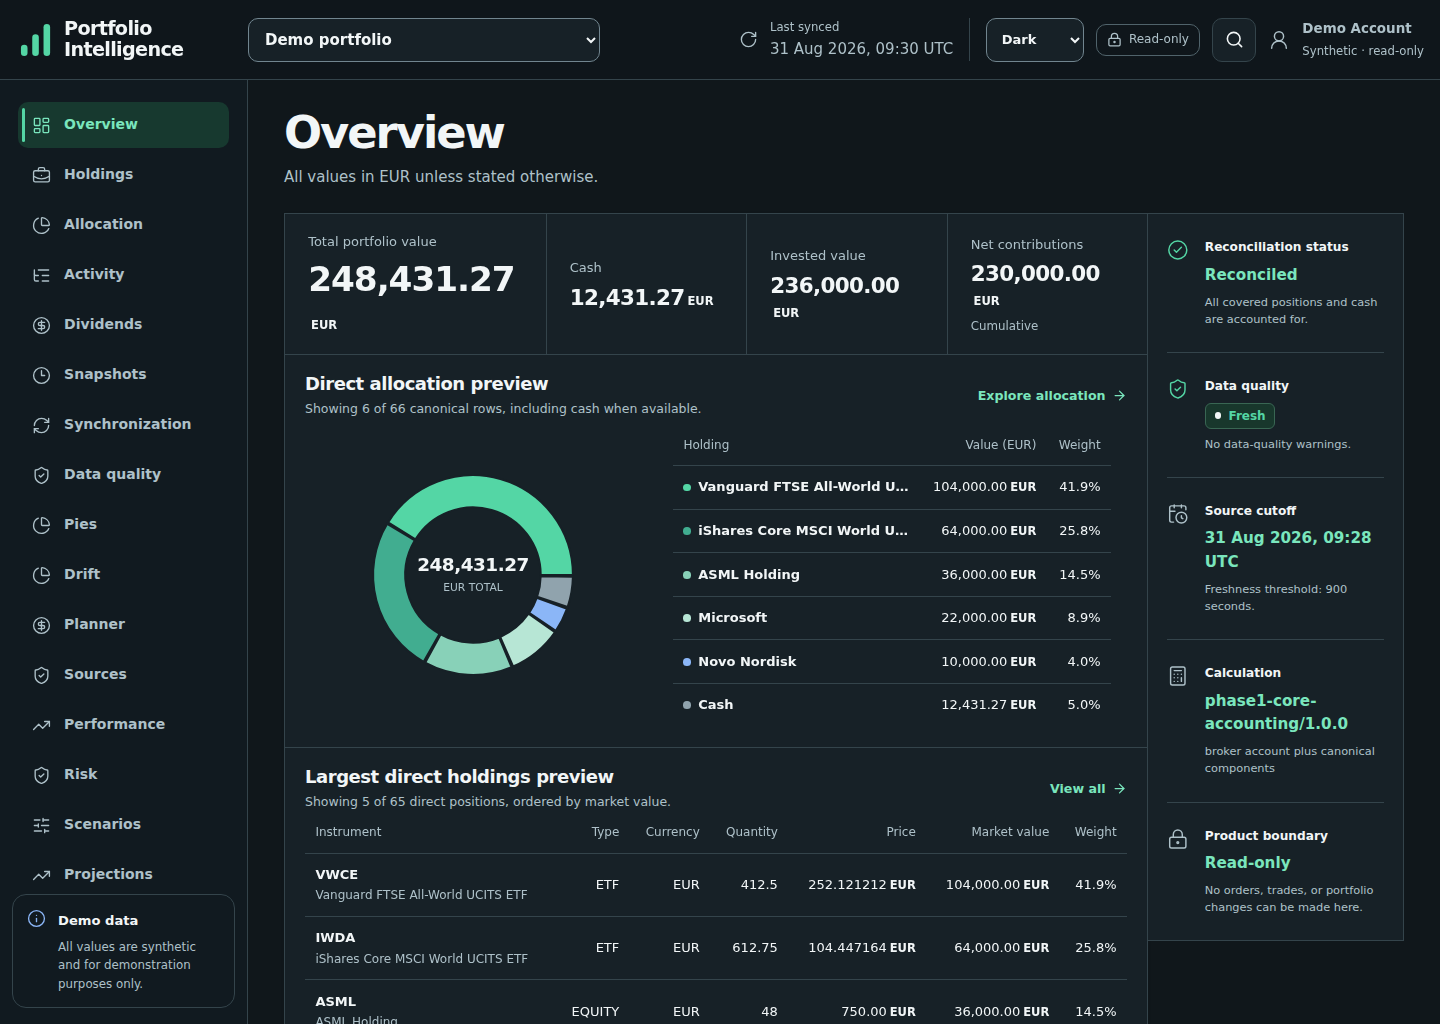 Portfolio
Intelligence
Demo portfolio
Last synced
31 Aug 2026, 09:30 UTC
Dark
Read-only
Demo Account
Synthetic · read-only
Overview
Holdings
Allocation
Activity
Dividends
Snapshots
Synchronization
Data quality
Pies
Drift
Planner
Sources
Performance
Risk
Scenarios
Projections
Demo data
All values are synthetic
and for demonstration
purposes only.
Overview
All values in EUR unless stated otherwise.
Total portfolio value
248,431.27
EUR
Cash
12,431.27 EUR
Invested value
236,000.00
EUR
Net contributions
230,000.00
EUR
Cumulative
Direct allocation preview
Showing 6 of 66 canonical rows, including cash when available.
Explore allocation
248,431.27
EUR TOTAL
Holding Value (EUR) Weight
Vanguard FTSE All-World U... 104,000.00 EUR 41.9%
iShares Core MSCI World U... 64,000.00 EUR 25.8%
ASML Holding 36,000.00 EUR 14.5%
Microsoft 22,000.00 EUR 8.9%
Novo Nordisk 10,000.00 EUR 4.0%
Cash 12,431.27 EUR 5.0%
Largest direct holdings preview
Showing 5 of 65 direct positions, ordered by market value.
View all
Instrument Type Currency Quantity Price Market value Weight
VWCE
Vanguard FTSE All-World UCITS ETF
ETF EUR 412.5 252.121212 EUR 104,000.00 EUR 41.9%
IWDA
iShares Core MSCI World UCITS ETF
ETF EUR 612.75 104.447164 EUR 64,000.00 EUR 25.8%
ASML
ASML Holding
EQUITY EUR 48 750.00 EUR 36,000.00 EUR 14.5%
Reconciliation status
Reconciled
All covered positions and cash
are accounted for.
Data quality
Fresh
No data-quality warnings.
Source cutoff
31 Aug 2026, 09:28
UTC
Freshness threshold: 900
seconds.
Calculation
phase1-core-
accounting/1.0.0
broker account plus canonical
components
Product boundary
Read-only
No orders, trades, or portfolio
changes can be made here.